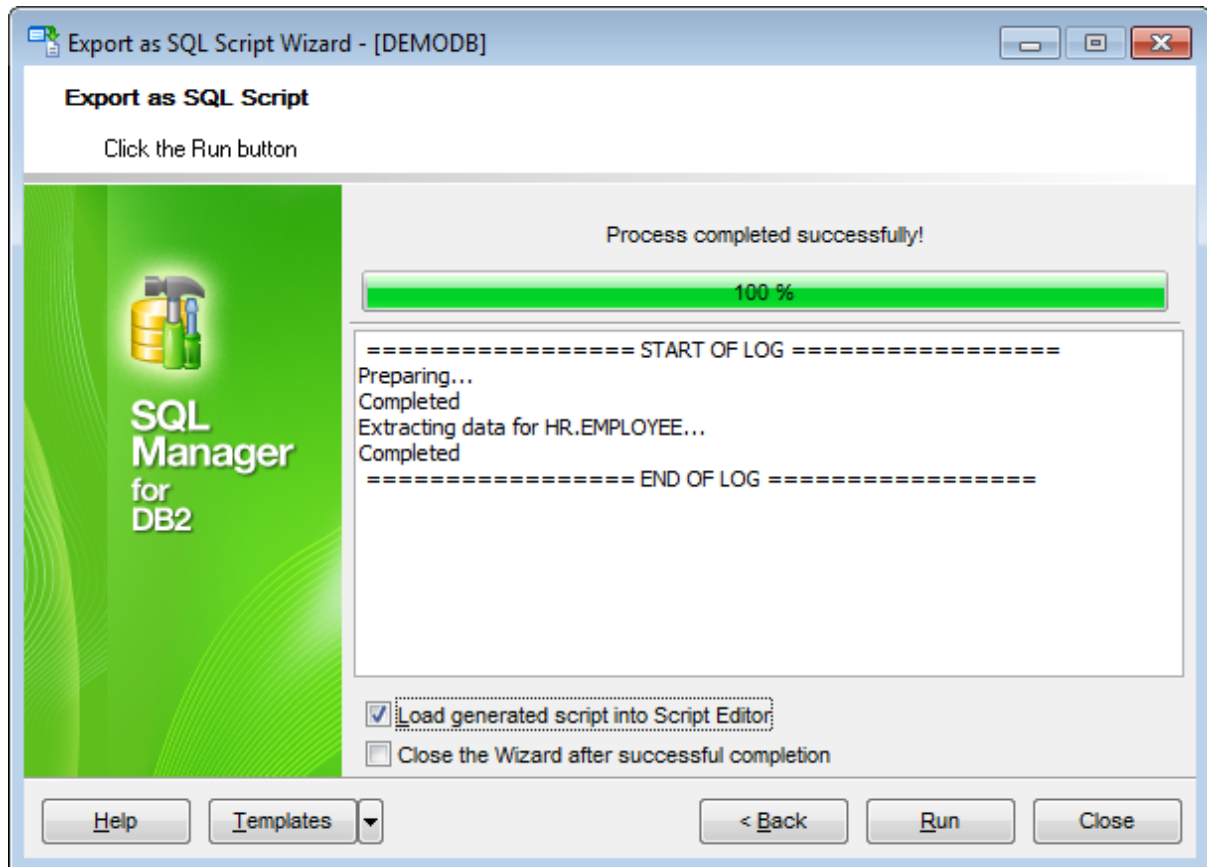 Export as SQL Script Wizard - [DEMODB]
Export as SQL Script
Click the Run button
SQL
Manager
for
DB2
Process completed successfully!
100 %
================= START OF LOG =================
Preparing...
Completed
Extracting data for HR.EMPLOYEE...
Completed
================= END OF LOG =================
Load generated script into Script Editor
Close the Wizard after successful completion
Help
Templates
< Back
Run
Close